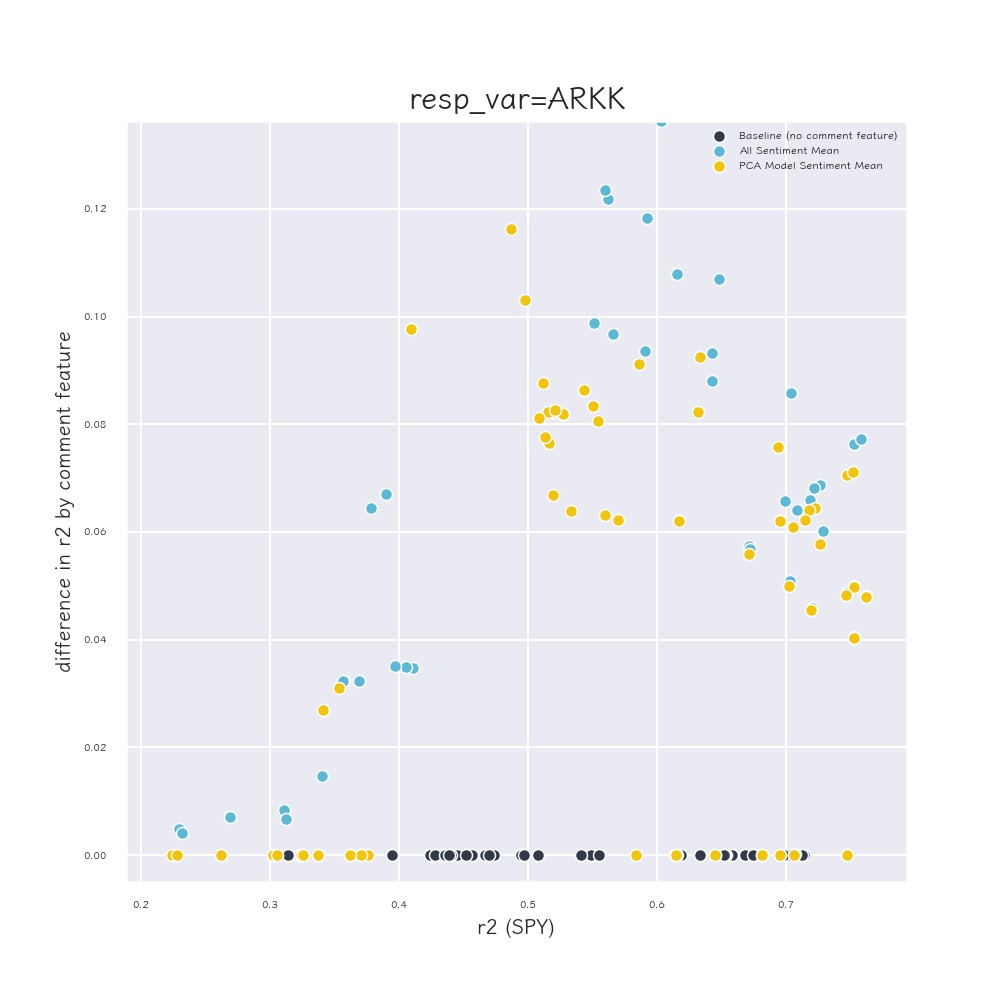 resp_var=ARKK
Baseline (no comment feature)
All Sentiment Mean
PCA Model Sentiment Mean
difference in r2 by comment feature
0.12
0.10
0.08
0.06
0.04
0.02
0.00
0.2
0.3
0.4
0.5
0.6
0.7
r2 (SPY)